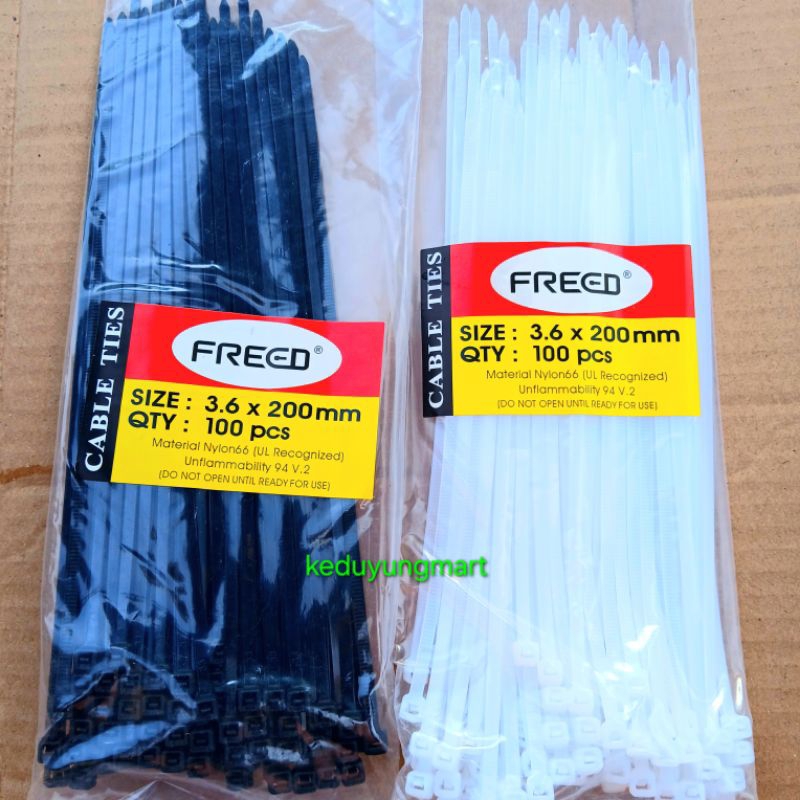 CABLE TIES
FREED®
SIZE : 3.6 x 200mm
QTY : 100 pcs
Material Nylon66 (UL Recognized)
Unflammability 94 V.2
(DO NOT OPEN UNTIL READY FOR USE)
CABLE TIES
FREED®
SIZE : 3.6 x 200mm
QTY : 100 pcs
Material Nylon66 (UL Recognized)
Unflammability 94 V.2
(DO NOT OPEN UNTIL READY FOR USE)
keduyungmart